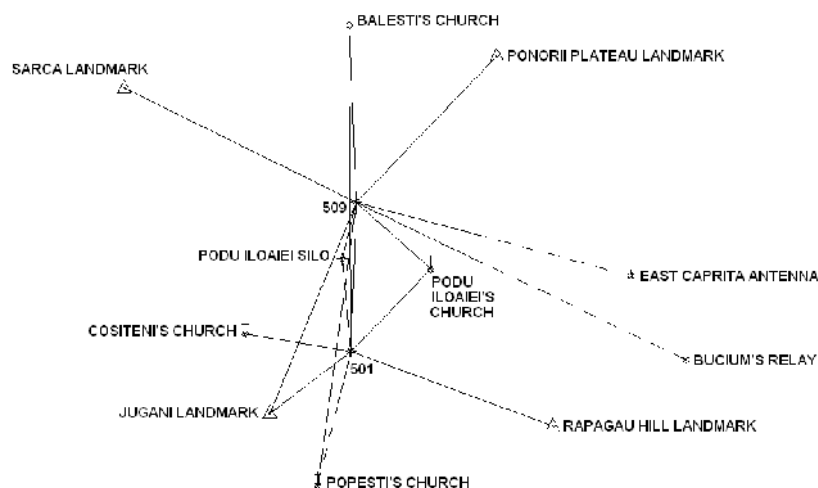 BALESTI'S CHURCH
PONORII PLATEAU LANDMARK
SARCA LANDMARK
509
PODU ILOAIEI SILO
EAST CAPRITA ANTENNA
PODU
ILOAIEI'S
CHURCH
COSITENI'S CHURCH
BUCIUM'S RELAY
501
JUGANI LANDMARK
RAPAGAU HILL LANDMARK
POPESTI'S CHURCH